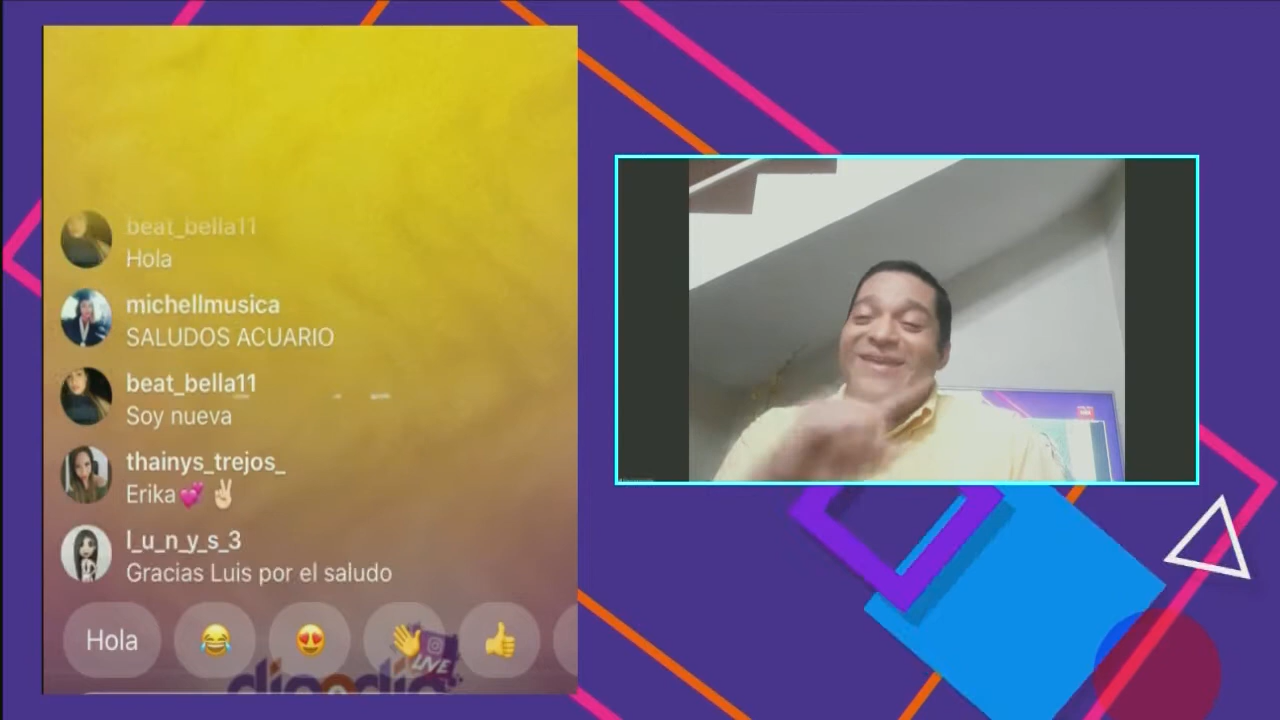 beat_bella11
Hola
michellmusica
SALUDOS ACUARIO
beat_bella11
Soy nueva
thainys_trejos_
Erika💕✌🏻
l_u_n_y_s_3
Gracias Luis por el saludo
Hola 😂 😍 👋 👍
LIVE